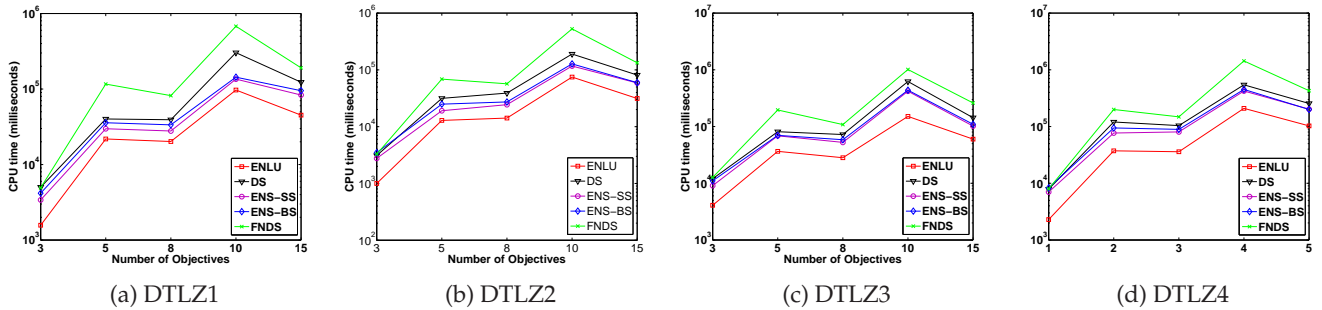 CPU time (milliseconds)
10^6
10^5
10^4
10^3
3 5 8 10 15
Number of Objectives
ENLU
DS
ENS−SS
ENS−BS
FNDS
(a) DTLZ1
CPU time (milliseconds)
10^6
10^5
10^4
10^3
10^2
3 5 8 10 15
Number of Objectives
ENLU
DS
ENS−SS
ENS−BS
FNDS
(b) DTLZ2
CPU time (milliseconds)
10^7
10^6
10^5
10^4
10^3
3 5 8 10 15
Number of Objectives
ENLU
DS
ENS−SS
ENS−BS
FNDS
(c) DTLZ3
10^7
10^6
10^5
10^4
10^3
1 2 3 4 5
ENLU
DS
ENS−SS
ENS−BS
FNDS
(d) DTLZ4